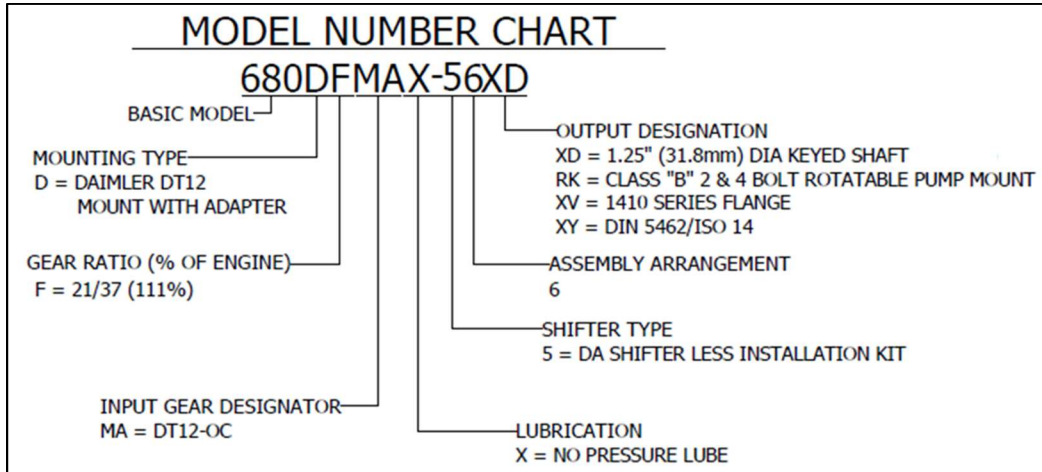 MODEL NUMBER CHART
680DFMAX-56XD
BASIC MODEL
MOUNTING TYPE
D = DAIMLER DT12
MOUNT WITH ADAPTER
GEAR RATIO (% OF ENGINE)
F = 21/37 (111%)
INPUT GEAR DESIGNATOR
MA = DT12-OC
OUTPUT DESIGNATION
XD = 1.25" (31.8mm) DIA KEYED SHAFT
RK = CLASS "B" 2 & 4 BOLT ROTATABLE PUMP MOUNT
XV = 1410 SERIES FLANGE
XY = DIN 5462/ISO 14
ASSEMBLY ARRANGEMENT
6
SHIFTER TYPE
5 = DA SHIFTER LESS INSTALLATION KIT
LUBRICATION
X = NO PRESSURE LUBE